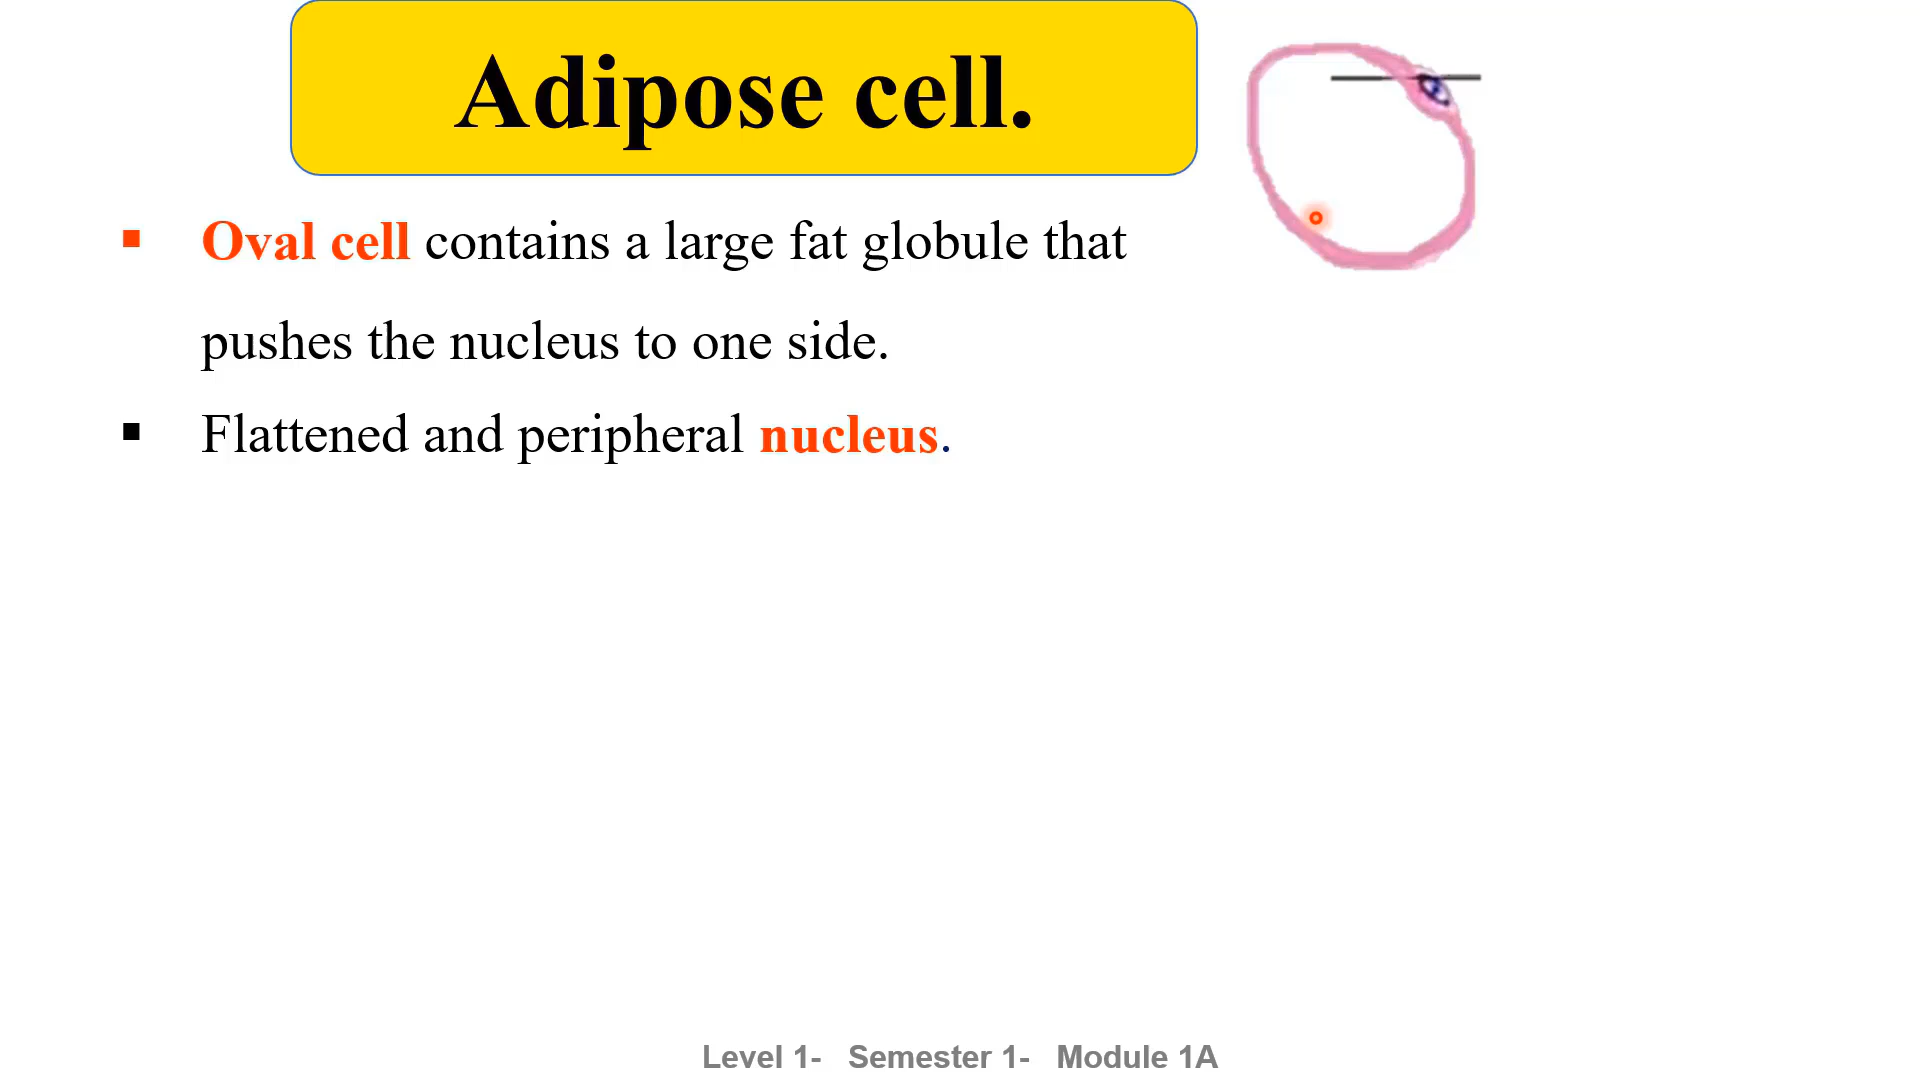 Adipose cell.
▪ Oval cell contains a large fat globule that
pushes the nucleus to one side.
▪ Flattened and peripheral nucleus.
Level 1- Semester 1- Module 1A